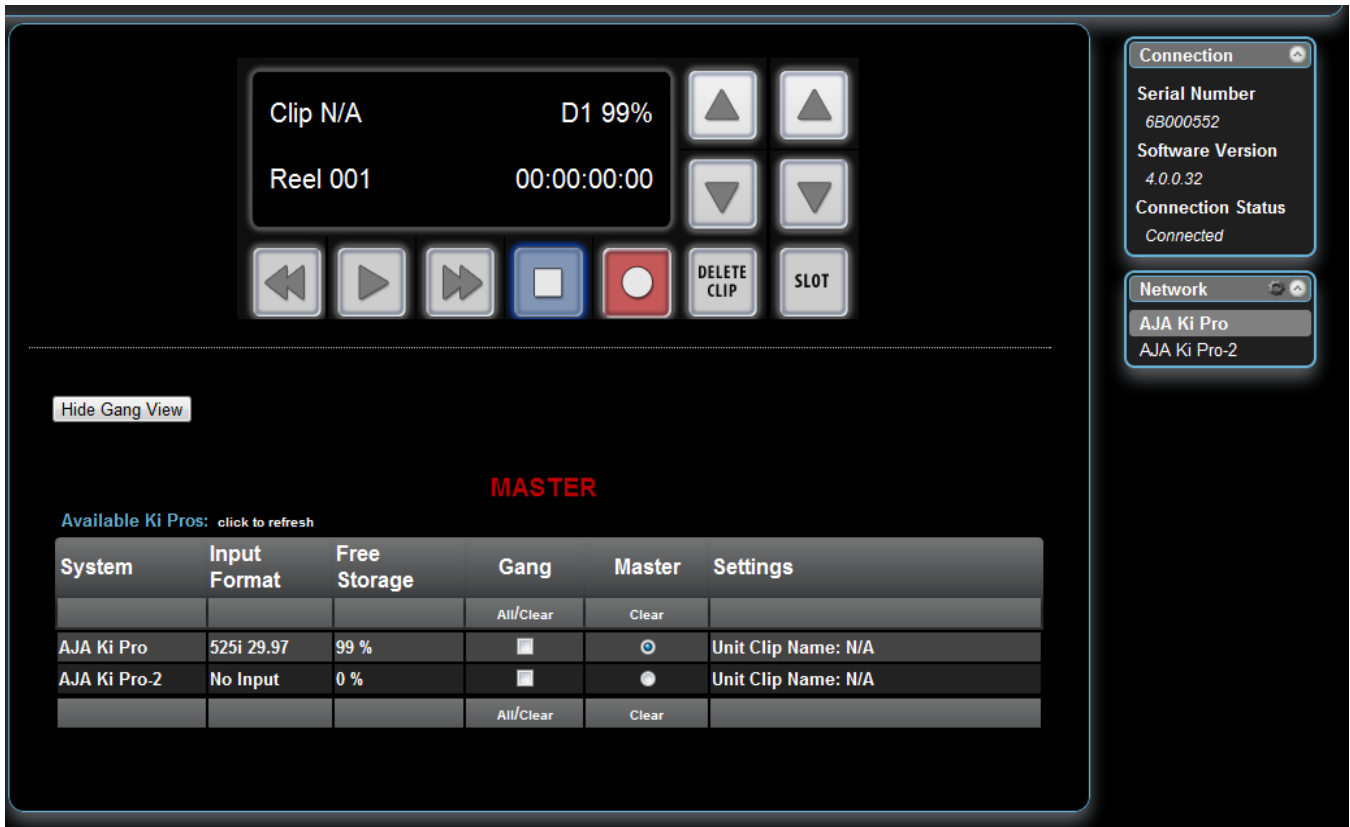 Clip N/A D1 99%
Reel 001 00:00:00:00
DELETE CLIP
SLOT
Hide Gang View
MASTER
Available Ki Pros: click to refresh
System Input Format Free Storage Gang Master Settings
All/Clear Clear
AJA Ki Pro 525i 29.97 99 % Unit Clip Name: N/A
AJA Ki Pro-2 No Input 0 % Unit Clip Name: N/A
All/Clear Clear
Connection
Serial Number
6B000552
Software Version
4.0.0.32
Connection Status
Connected
Network
AJA Ki Pro
AJA Ki Pro-2